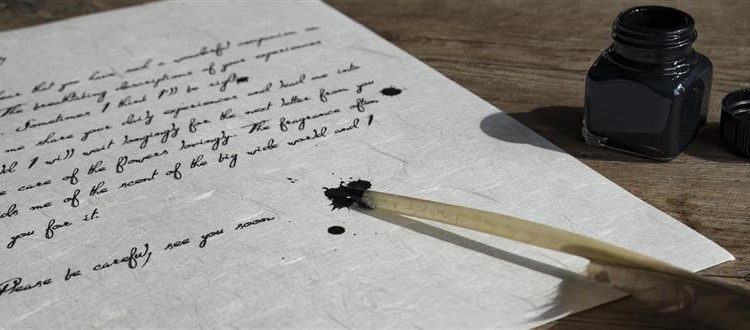 that you have and a wonderful companion
The breathtaking descriptions of your experiences
Sometimes I think I'll be right
me share your daily experiences and lead me into
I will wait longingly for the next letter from you
care of the flowers lovingly. The fragrance often
me of the scent of the big wide world and I
you for it.
Please be careful, see you soon